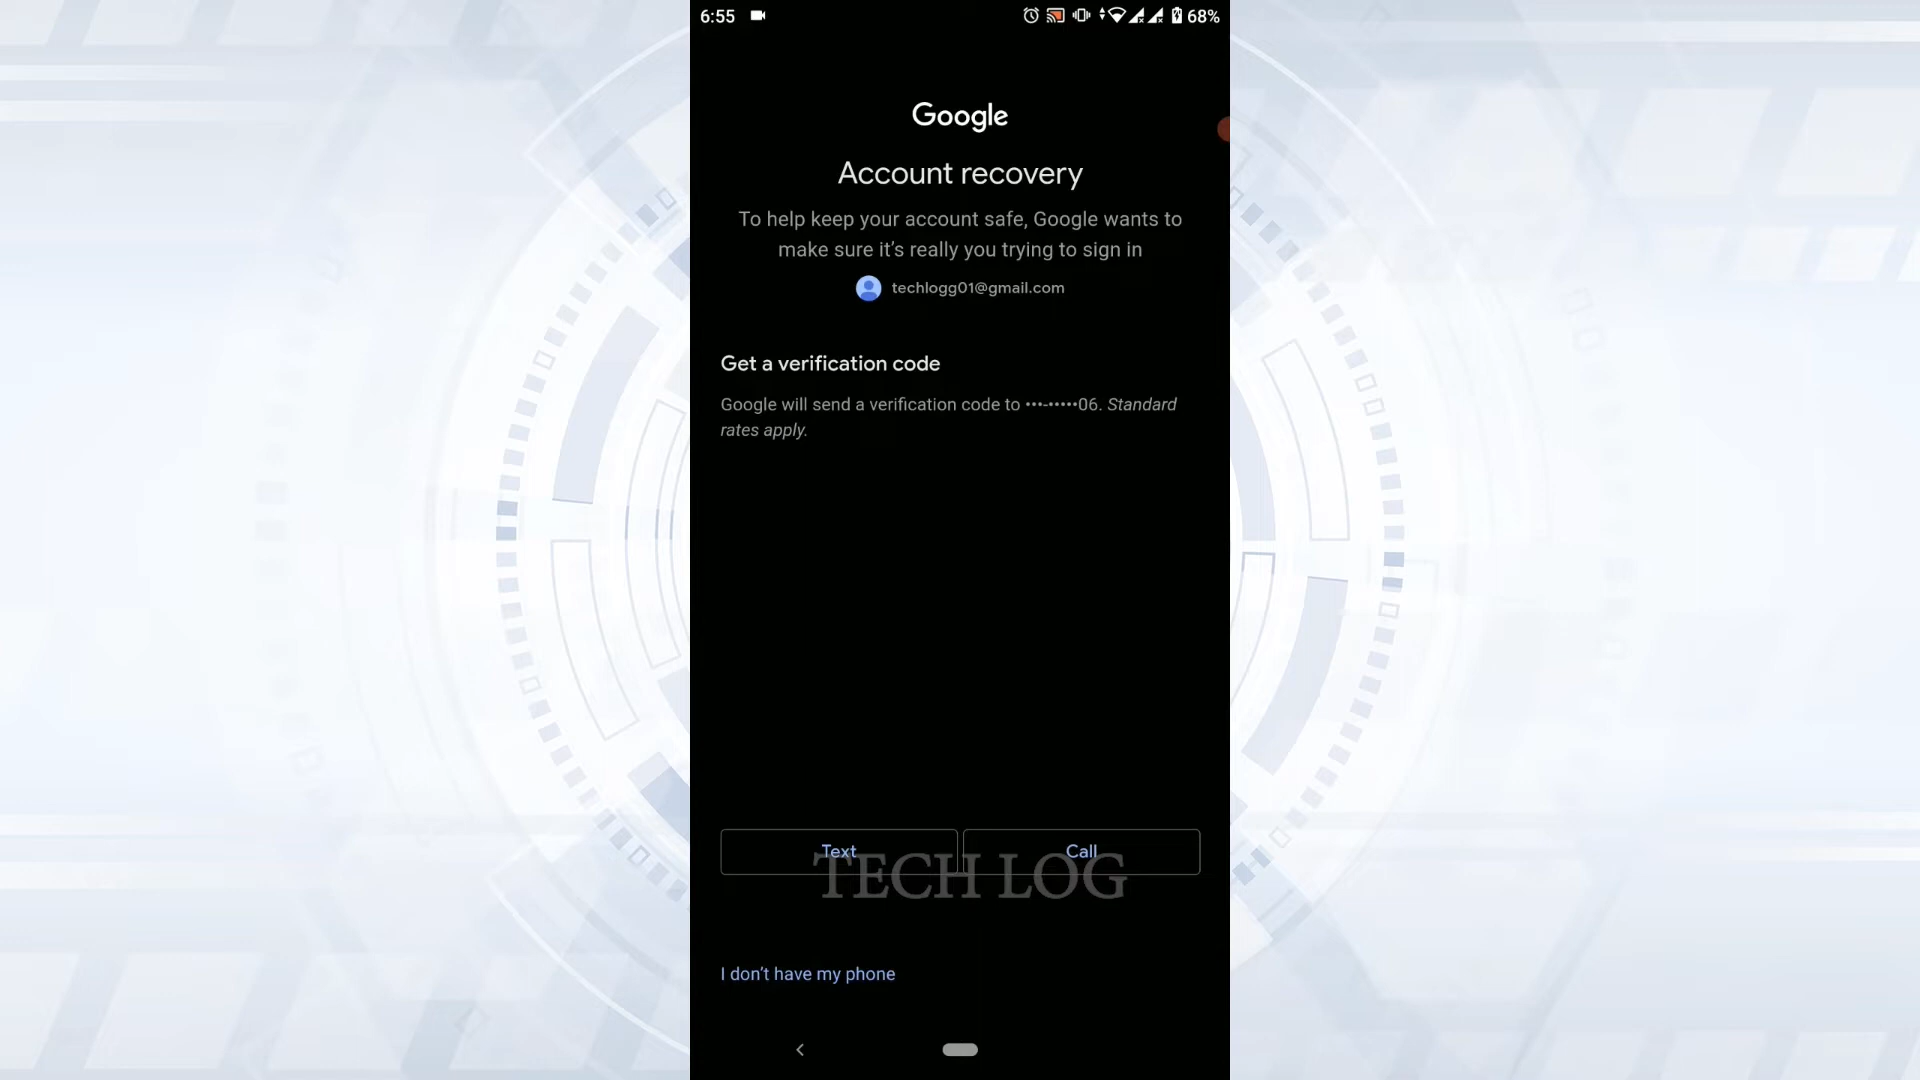 6:55
68%
Google
Account recovery
To help keep your account safe, Google wants to
make sure it’s really you trying to sign in
techlogg01@gmail.com
Get a verification code
Google will send a verification code to •••-•••••06. Standard
rates apply.
Text
Call
TECH LOG
I don’t have my phone